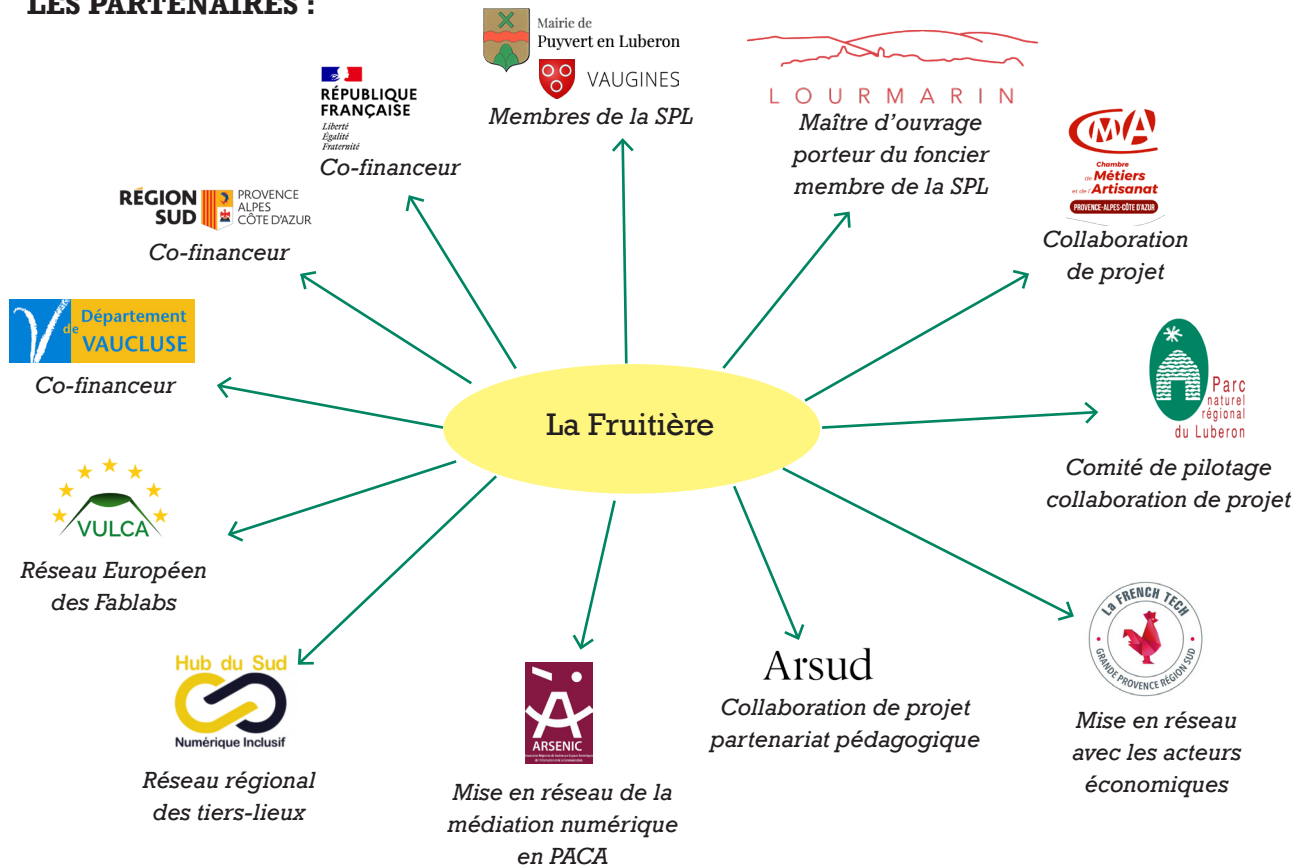 LES PARTENAIRES :
Mairie de
Puyvert en Luberon
VAUGINES
Membres de la SPL
LOURMARIN
Maître d'ouvrage
porteur du foncier
membre de la SPL
RÉPUBLIQUE
FRANÇAISE
Liberté
Égalité
Fraternité
Co-financeur
CMA
Chambre
de Métiers
et de l'Artisanat
PROVENCE-ALPES-CÔTE D'AZUR
Collaboration
de projet
RÉGION
SUD
PROVENCE
ALPES
CÔTE D'AZUR
Co-financeur
Département
de VAUCLUSE
Co-financeur
La Fruitière
Parc
naturel
régional
du Luberon
Comité de pilotage
collaboration de projet
VULCA
Réseau Européen
des Fablabs
La FRENCH TECH
GRANDE PROVENCE RÉGION SUD
Mise en réseau
avec les acteurs
économiques
Hub du Sud
Numérique Inclusif
Réseau régional
des tiers-lieux
ARSENIC
Mise en réseau de la
médiation numérique
en PACA
Arsud
Collaboration de projet
partenariat pédagogique